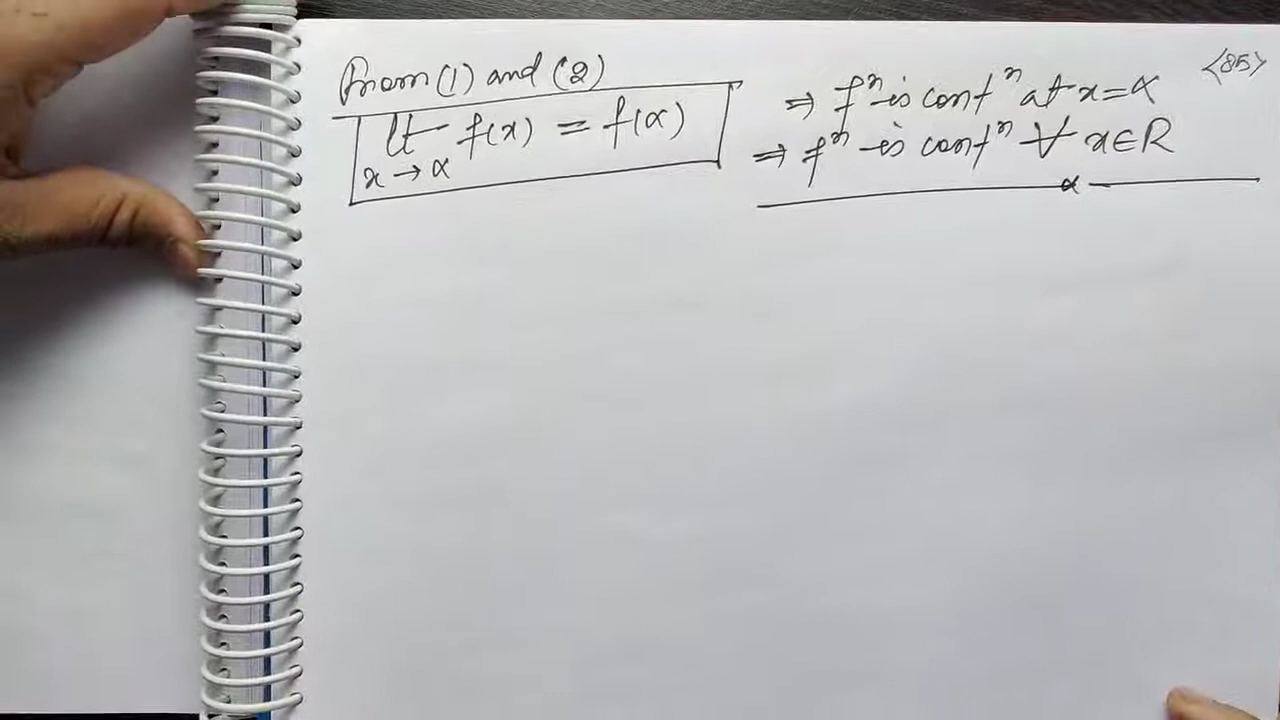 <85>
From (1) and (2)
lt f(x) = f(α)
x→α
⇒ fⁿ is contⁿ at x=α
⇒ fⁿ is contⁿ ∀ x∈R
α